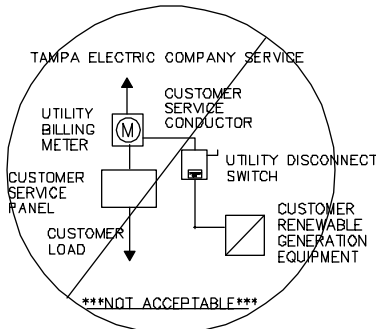 TAMPA ELECTRIC COMPANY SERVICE
CUSTOMER
SERVICE
CONDUCTOR
UTILITY
BILLING
METER
M
UTILITY DISCONNECT
SWITCH
CUSTOMER
SERVICE
PANEL
CUSTOMER
RENEWABLE
GENERATION
EQUIPMENT
CUSTOMER
LOAD
***NOT ACCEPTABLE***